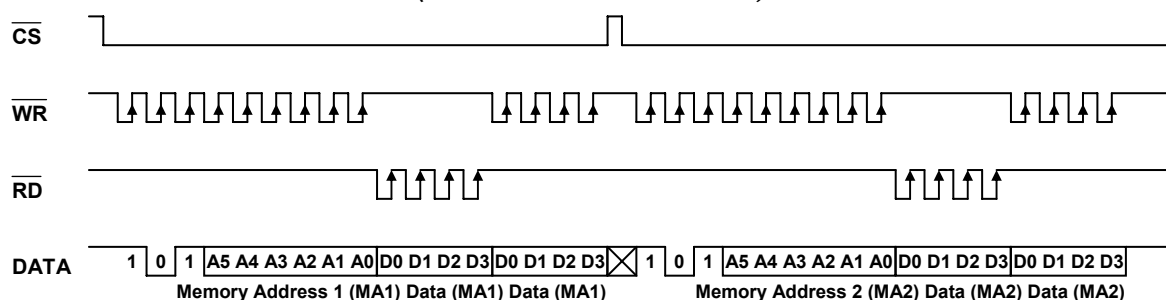 CS
WR
RD
DATA 1 0 1 A5 A4 A3 A2 A1 A0 D0 D1 D2 D3 D0 D1 D2 D3 1 0 1 A5 A4 A3 A2 A1 A0 D0 D1 D2 D3 D0 D1 D2 D3
Memory Address 1 (MA1) Data (MA1) Data (MA1) Memory Address 2 (MA2) Data (MA2) Data (MA2)